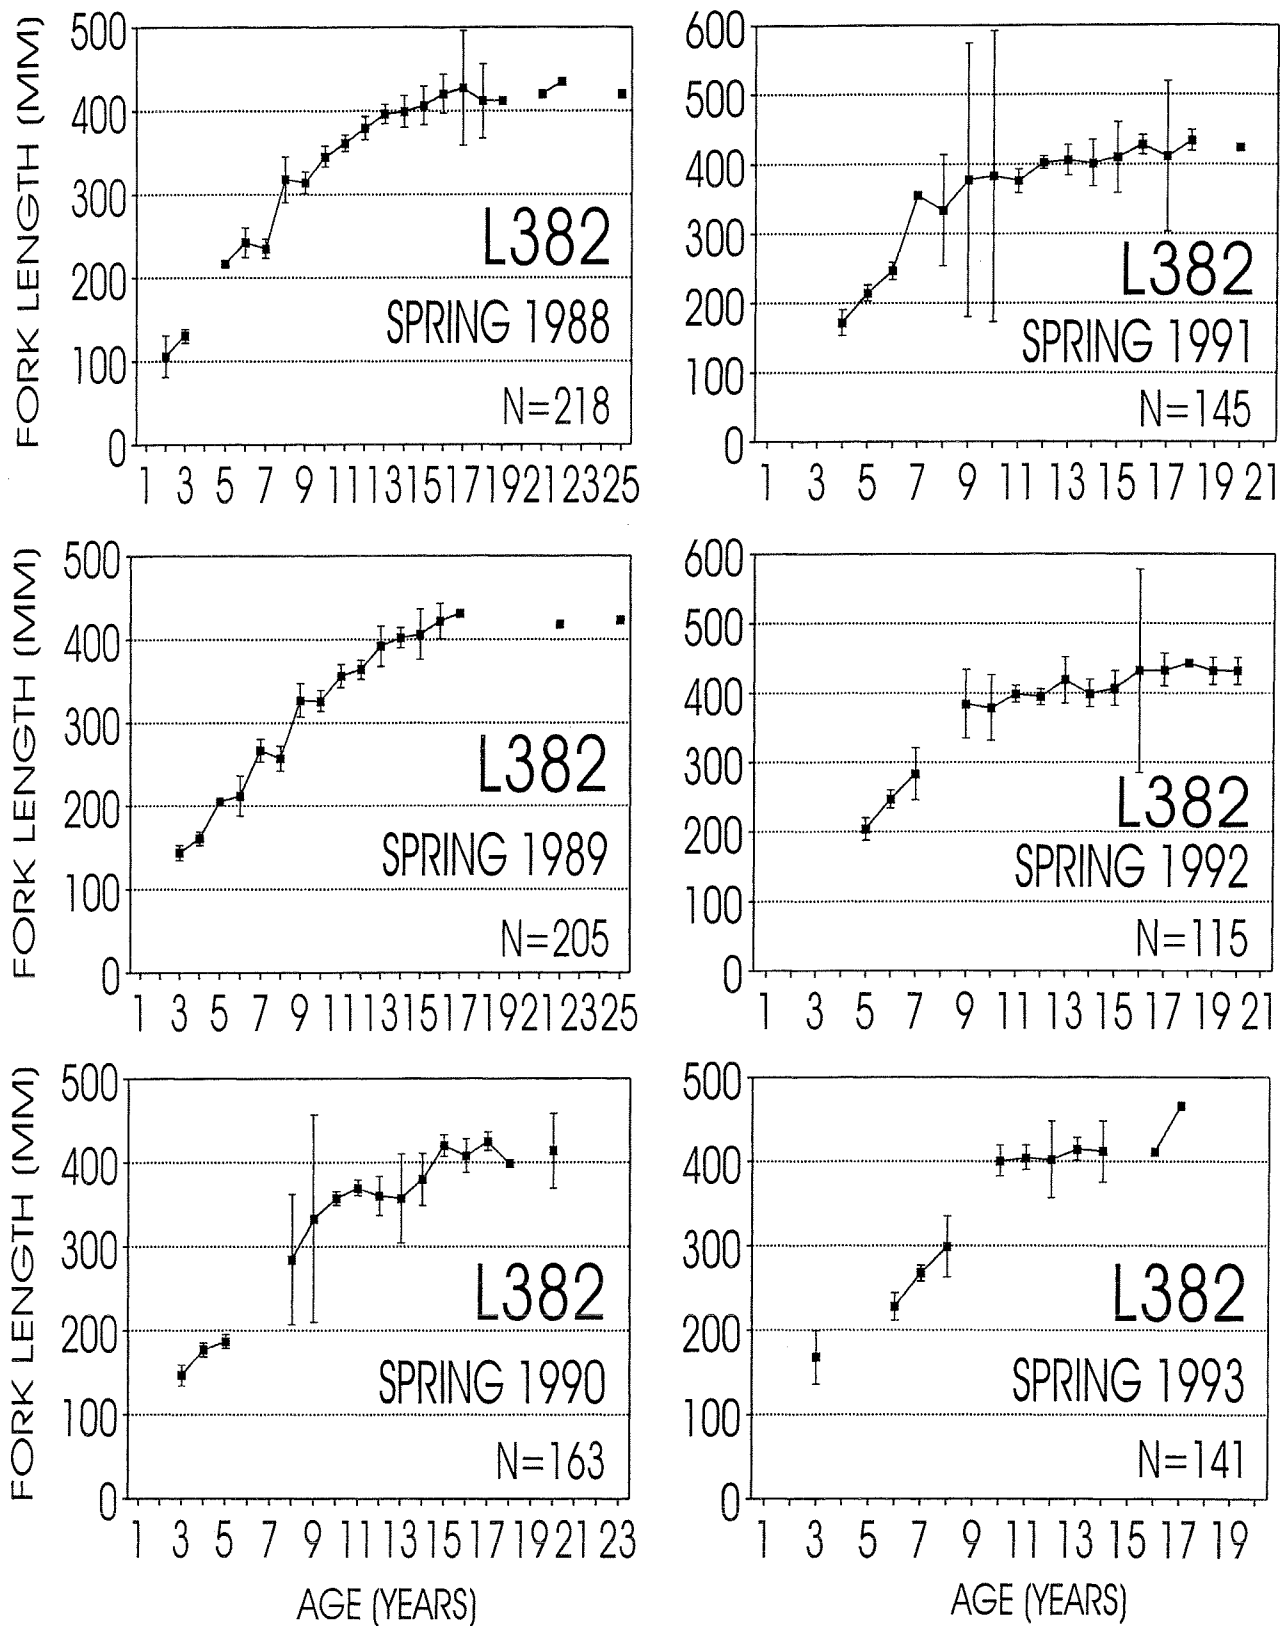 FORK LENGTH (MM)
500
400
300
200
100
0
L382
SPRING 1988
N=218
1 3 5 7 9 11 13 15 17 19 21 23 25
600
500
400
300
200
100
0
L382
SPRING 1991
N=145
1 3 5 7 9 11 13 15 17 19 21
FORK LENGTH (MM)
500
400
300
200
100
0
L382
SPRING 1989
N=205
1 3 5 7 9 11 13 15 17 19 21 23 25
600
500
400
300
200
100
0
L382
SPRING 1992
N=115
1 3 5 7 9 11 13 15 17 19 21
FORK LENGTH (MM)
500
400
300
200
100
0
L382
SPRING 1990
N=163
1 3 5 7 9 11 13 15 17 19 21 23
AGE (YEARS)
500
400
300
200
100
0
L382
SPRING 1993
N=141
1 3 5 7 9 11 13 15 17 19
AGE (YEARS)